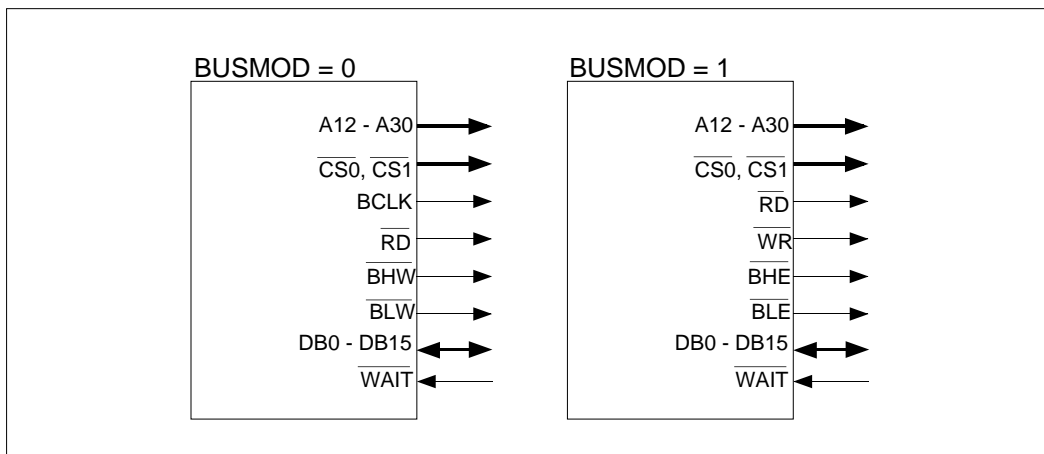 BUSMOD = 0
A12 - A30
CS0, CS1
BCLK
RD
BHW
BLW
DB0 - DB15
WAIT
BUSMOD = 1
A12 - A30
CS0, CS1
RD
WR
BHE
BLE
DB0 - DB15
WAIT